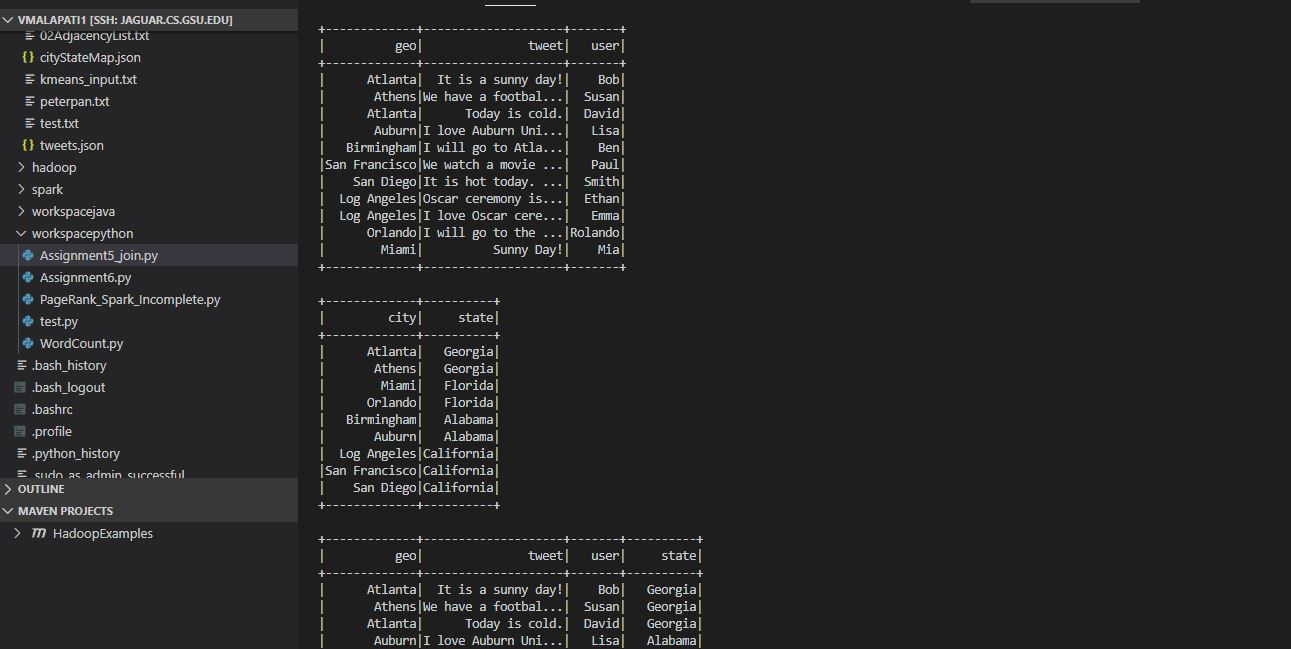 VMALAPATI1 [SSH: JAGUAR.CS.GSU.EDU]
02AdjacencyList.txt
{} cityStateMap.json
kmeans_input.txt
peterpan.txt
test.txt
{} tweets.json
> hadoop
> spark
> workspacejava
workspacepython
Assignment5_join.py
Assignment6.py
PageRank_Spark_Incomplete.py
test.py
WordCount.py
.bash_history
.bash_logout
.bashrc
.profile
.python_history
.sudo_as_admin_successful
> OUTLINE
MAVEN PROJECTS
> m HadoopExamples
+-------------+--------------------+-------+
|          geo|               tweet|   user|
+-------------+--------------------+-------+
|      Atlanta|  It is a sunny day!|    Bob|
|       Athens|We have a footbal...|  Susan|
|      Atlanta|      Today is cold.|  David|
|       Auburn|I love Auburn Uni...|   Lisa|
|   Birmingham|I will go to Atla...|    Ben|
|San Francisco|We watch a movie ...|   Paul|
|    San Diego|It is hot today. ...|  Smith|
|  Log Angeles|Oscar ceremony is...|  Ethan|
|  Log Angeles|I love Oscar cere...|   Emma|
|      Orlando|I will go to the ...|Rolando|
|        Miami|          Sunny Day!|    Mia|
+-------------+--------------------+-------+
+-------------+----------+
|         city|     state|
+-------------+----------+
|      Atlanta|   Georgia|
|       Athens|   Georgia|
|        Miami|   Florida|
|      Orlando|   Florida|
|   Birmingham|   Alabama|
|       Auburn|   Alabama|
|  Log Angeles|California|
|San Francisco|California|
|    San Diego|California|
+-------------+----------+
+-------------+--------------------+-------+----------+
|          geo|               tweet|   user|     state|
+-------------+--------------------+-------+----------+
|      Atlanta|  It is a sunny day!|    Bob|   Georgia|
|       Athens|We have a footbal...|  Susan|   Georgia|
|      Atlanta|      Today is cold.|  David|   Georgia|
|       Auburn|I love Auburn Uni...|   Lisa|   Alabama|